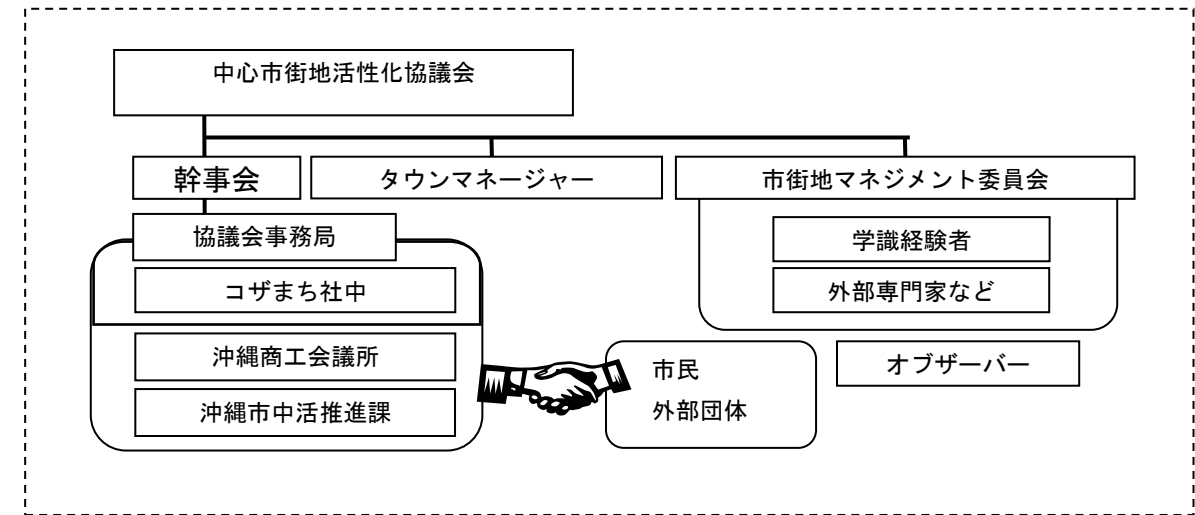 中心市街地活性化協議会
幹事会
タウンマネージャー
市街地マネジメント委員会
協議会事務局
コザまち社中
沖縄商工会議所
沖縄市中活推進課
学識経験者
外部専門家など
オブザーバー
市民
外部団体